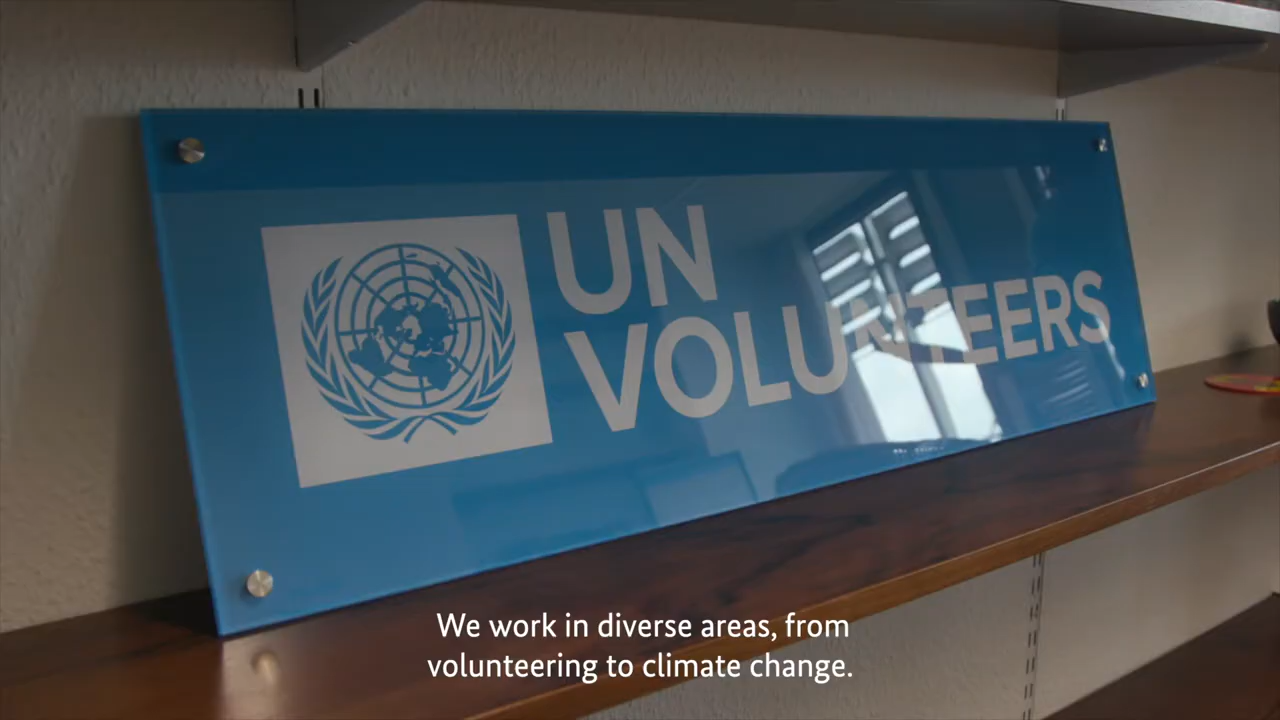 UN
VOLUNTEERS
We work in diverse areas, from
volunteering to climate change.